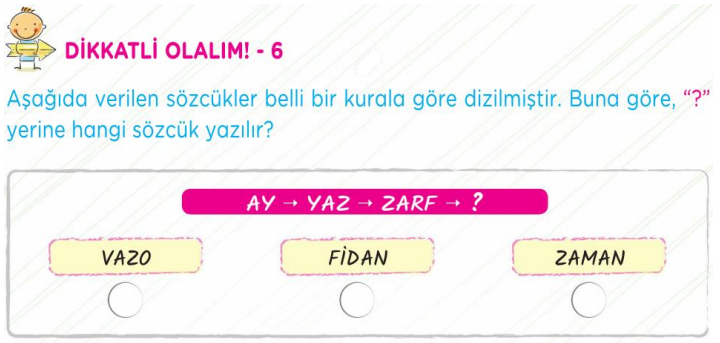 DİKKATLİ OLALIM! - 6
Aşağıda verilen sözcükler belli bir kurala göre dizilmiştir. Buna göre, “?”
yerine hangi sözcük yazılır?
AY → YAZ → ZARF → ?
VAZO
FİDAN
ZAMAN